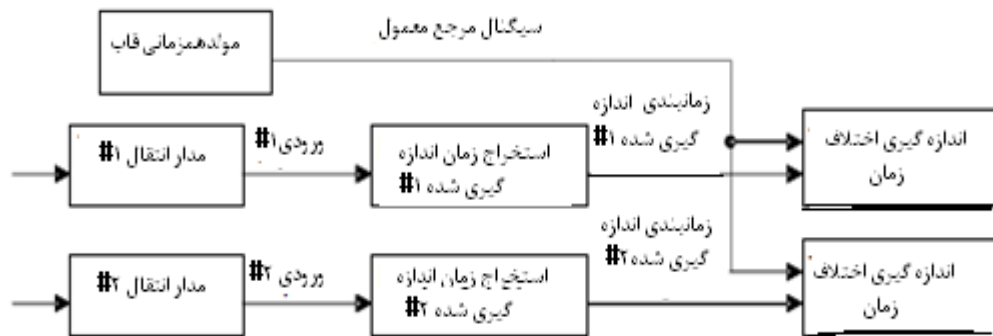 سیگنال مرجع معمول
مولدهمزمانی قاب
زمانبندی اندازه
گیری شده ۱#
اندازه گیری اختلاف
زمان
مدار انتقال ۱#
ورودی۱#
استخراج زمان اندازه
گیری شده ۱#
زمانبندی اندازه
گیری شده۲#
اندازه گیری اختلاف
زمان
مدار انتقال ۲#
ورودی ۲#
استخراج زمان اندازه
گیری شده ۲#